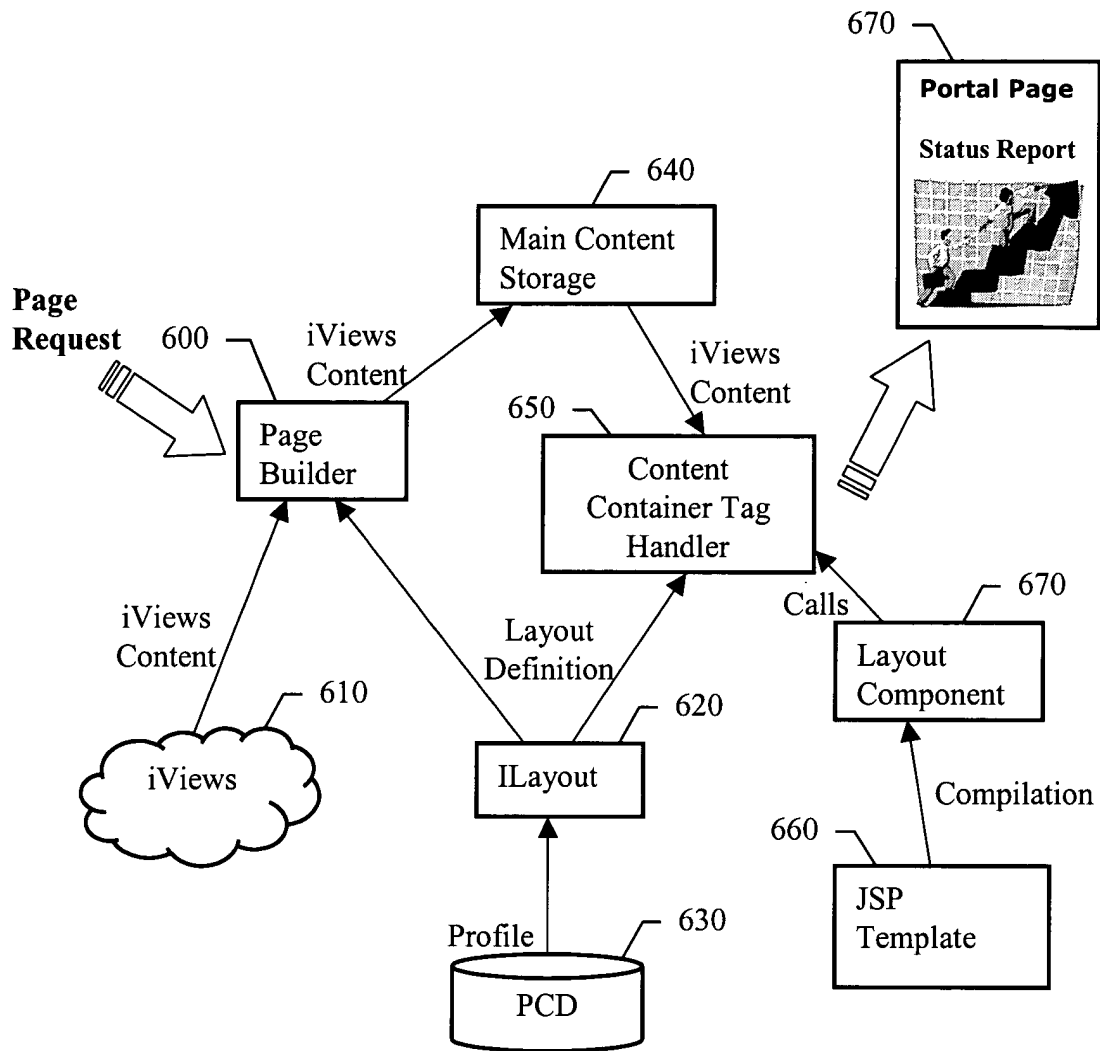 670
Portal Page
Status Report
640
Main Content
Storage
Page
Request
600
iViews
Content
iViews
Content
650
Page
Builder
Content
Container Tag
Handler
iViews
Content
Layout
Definition
Calls
670
Layout
Component
610
iViews
620
ILayout
Compilation
660
JSP
Template
Profile
630
PCD